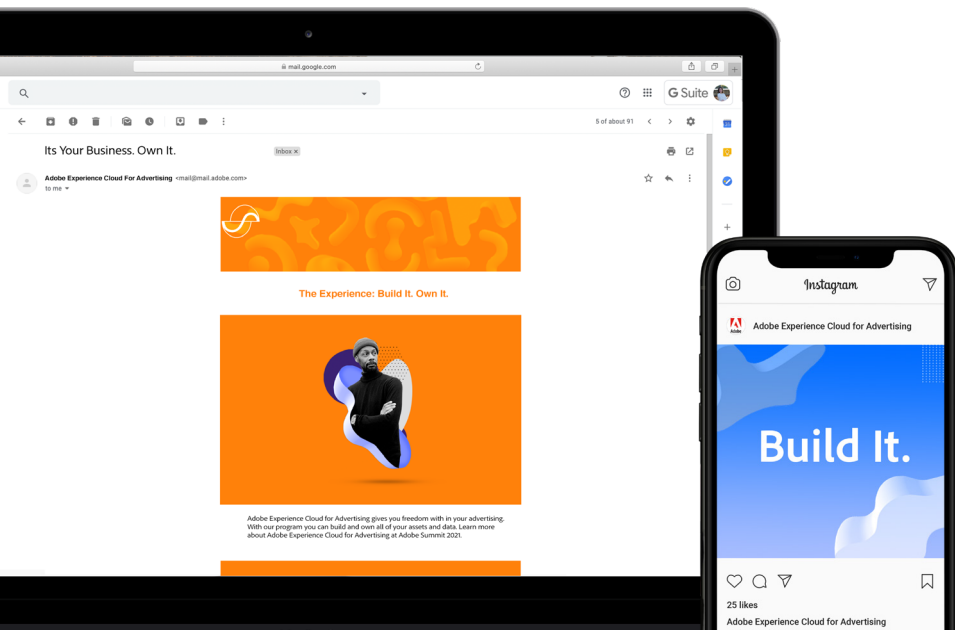 mail.google.com
G Suite
5 of about 91
Its Your Business. Own It.
Inbox ×
Adobe Experience Cloud For Advertising <mail@mail.adobe.com>
to me
The Experience: Build It. Own It.
Adobe Experience Cloud for Advertising gives you freedom with in your advertising.
With our program you can build and own all of your assets and data. Learn more
about Adobe Experience Cloud for Advertising at Adobe Summit 2021.
Instagram
Adobe
Adobe Experience Cloud for Advertising
Build It.
25 likes
Adobe Experience Cloud for Advertising